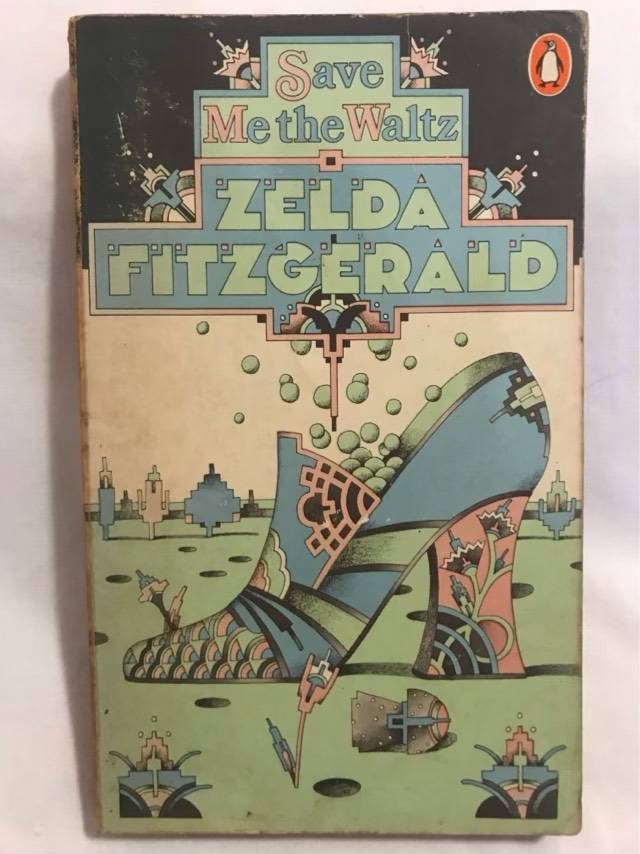 Save
Me the Waltz
ZELDA
FITZGERALD